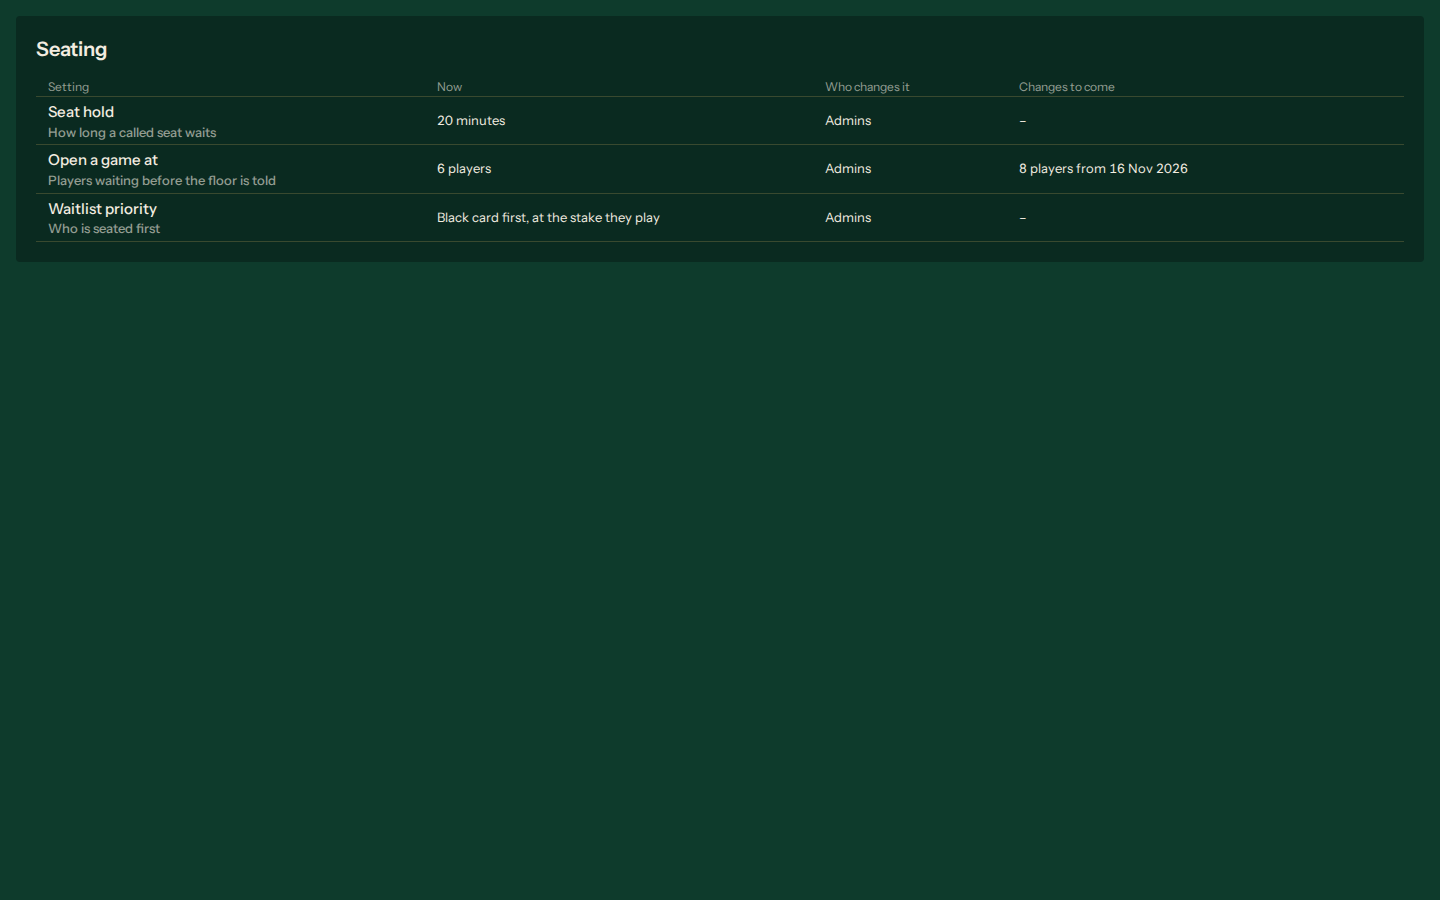 Seating
Setting Now Who changes it Changes to come
Seat hold
How long a called seat waits
20 minutes Admins –
Open a game at
Players waiting before the floor is told
6 players Admins 8 players from 16 Nov 2026
Waitlist priority
Who is seated first
Black card first, at the stake they play Admins –